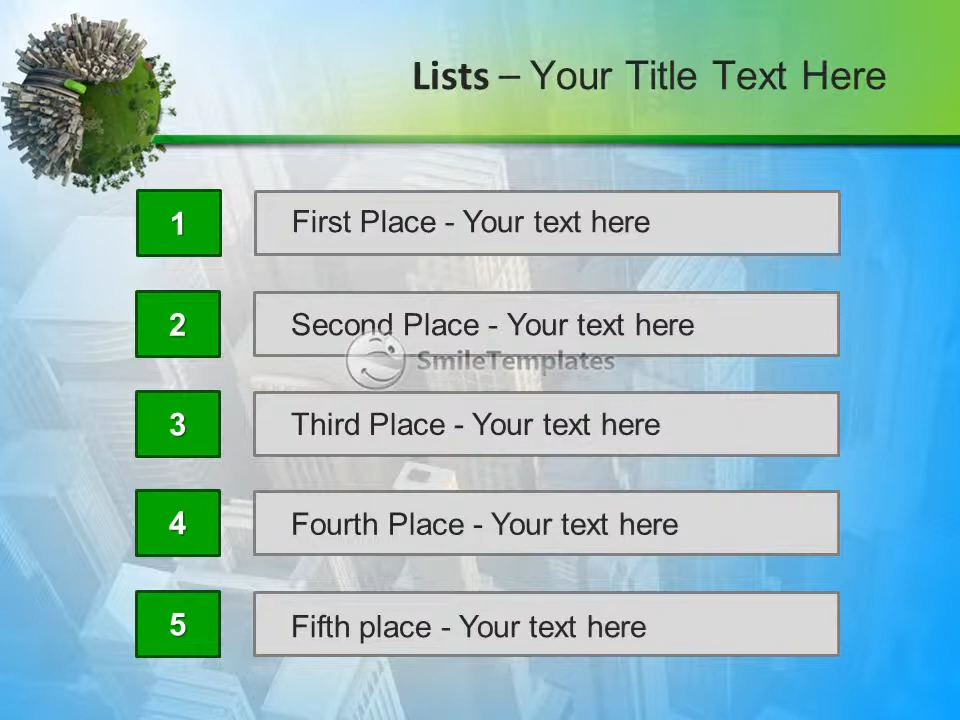 Lists – Your Title Text Here
1 First Place - Your text here
2 Second Place - Your text here
SmileTemplates
3 Third Place - Your text here
4 Fourth Place - Your text here
5 Fifth place - Your text here